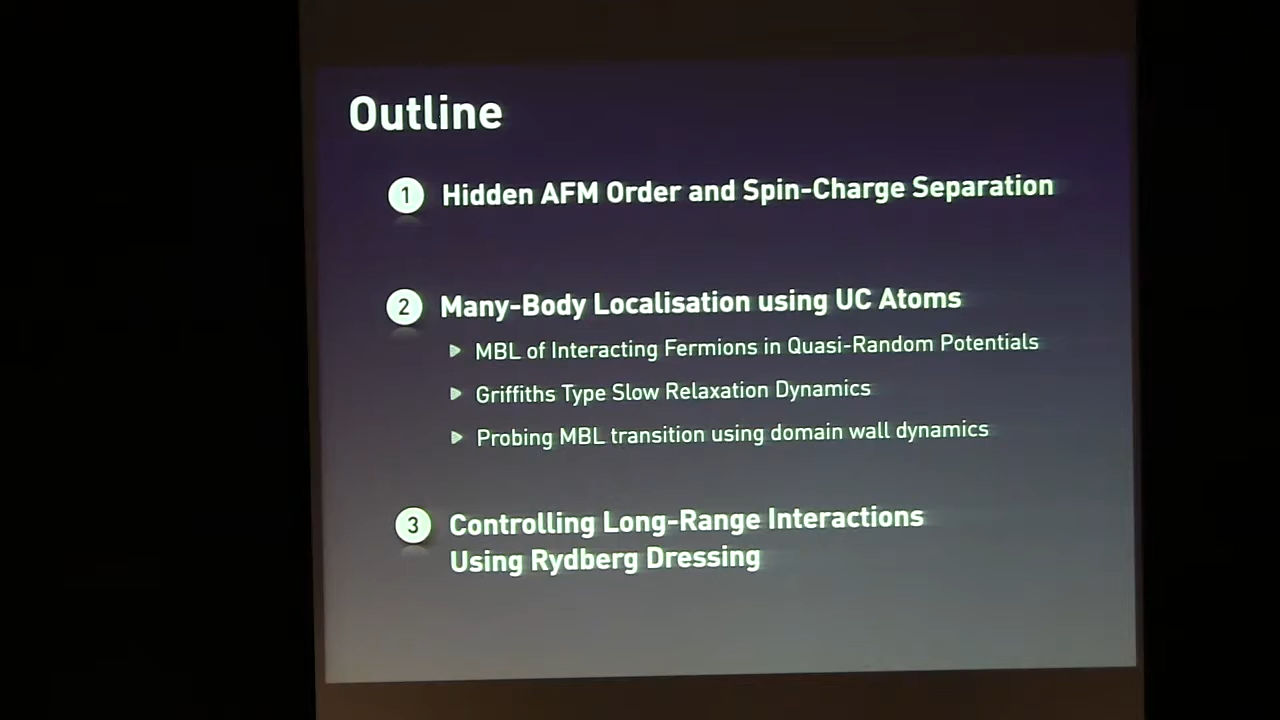 Outline
1 Hidden AFM Order and Spin-Charge Separation
2 Many-Body Localisation using UC Atoms
MBL of Interacting Fermions in Quasi-Random Potentials
Griffiths Type Slow Relaxation Dynamics
Probing MBL transition using domain wall dynamics
3 Controlling Long-Range Interactions
Using Rydberg Dressing